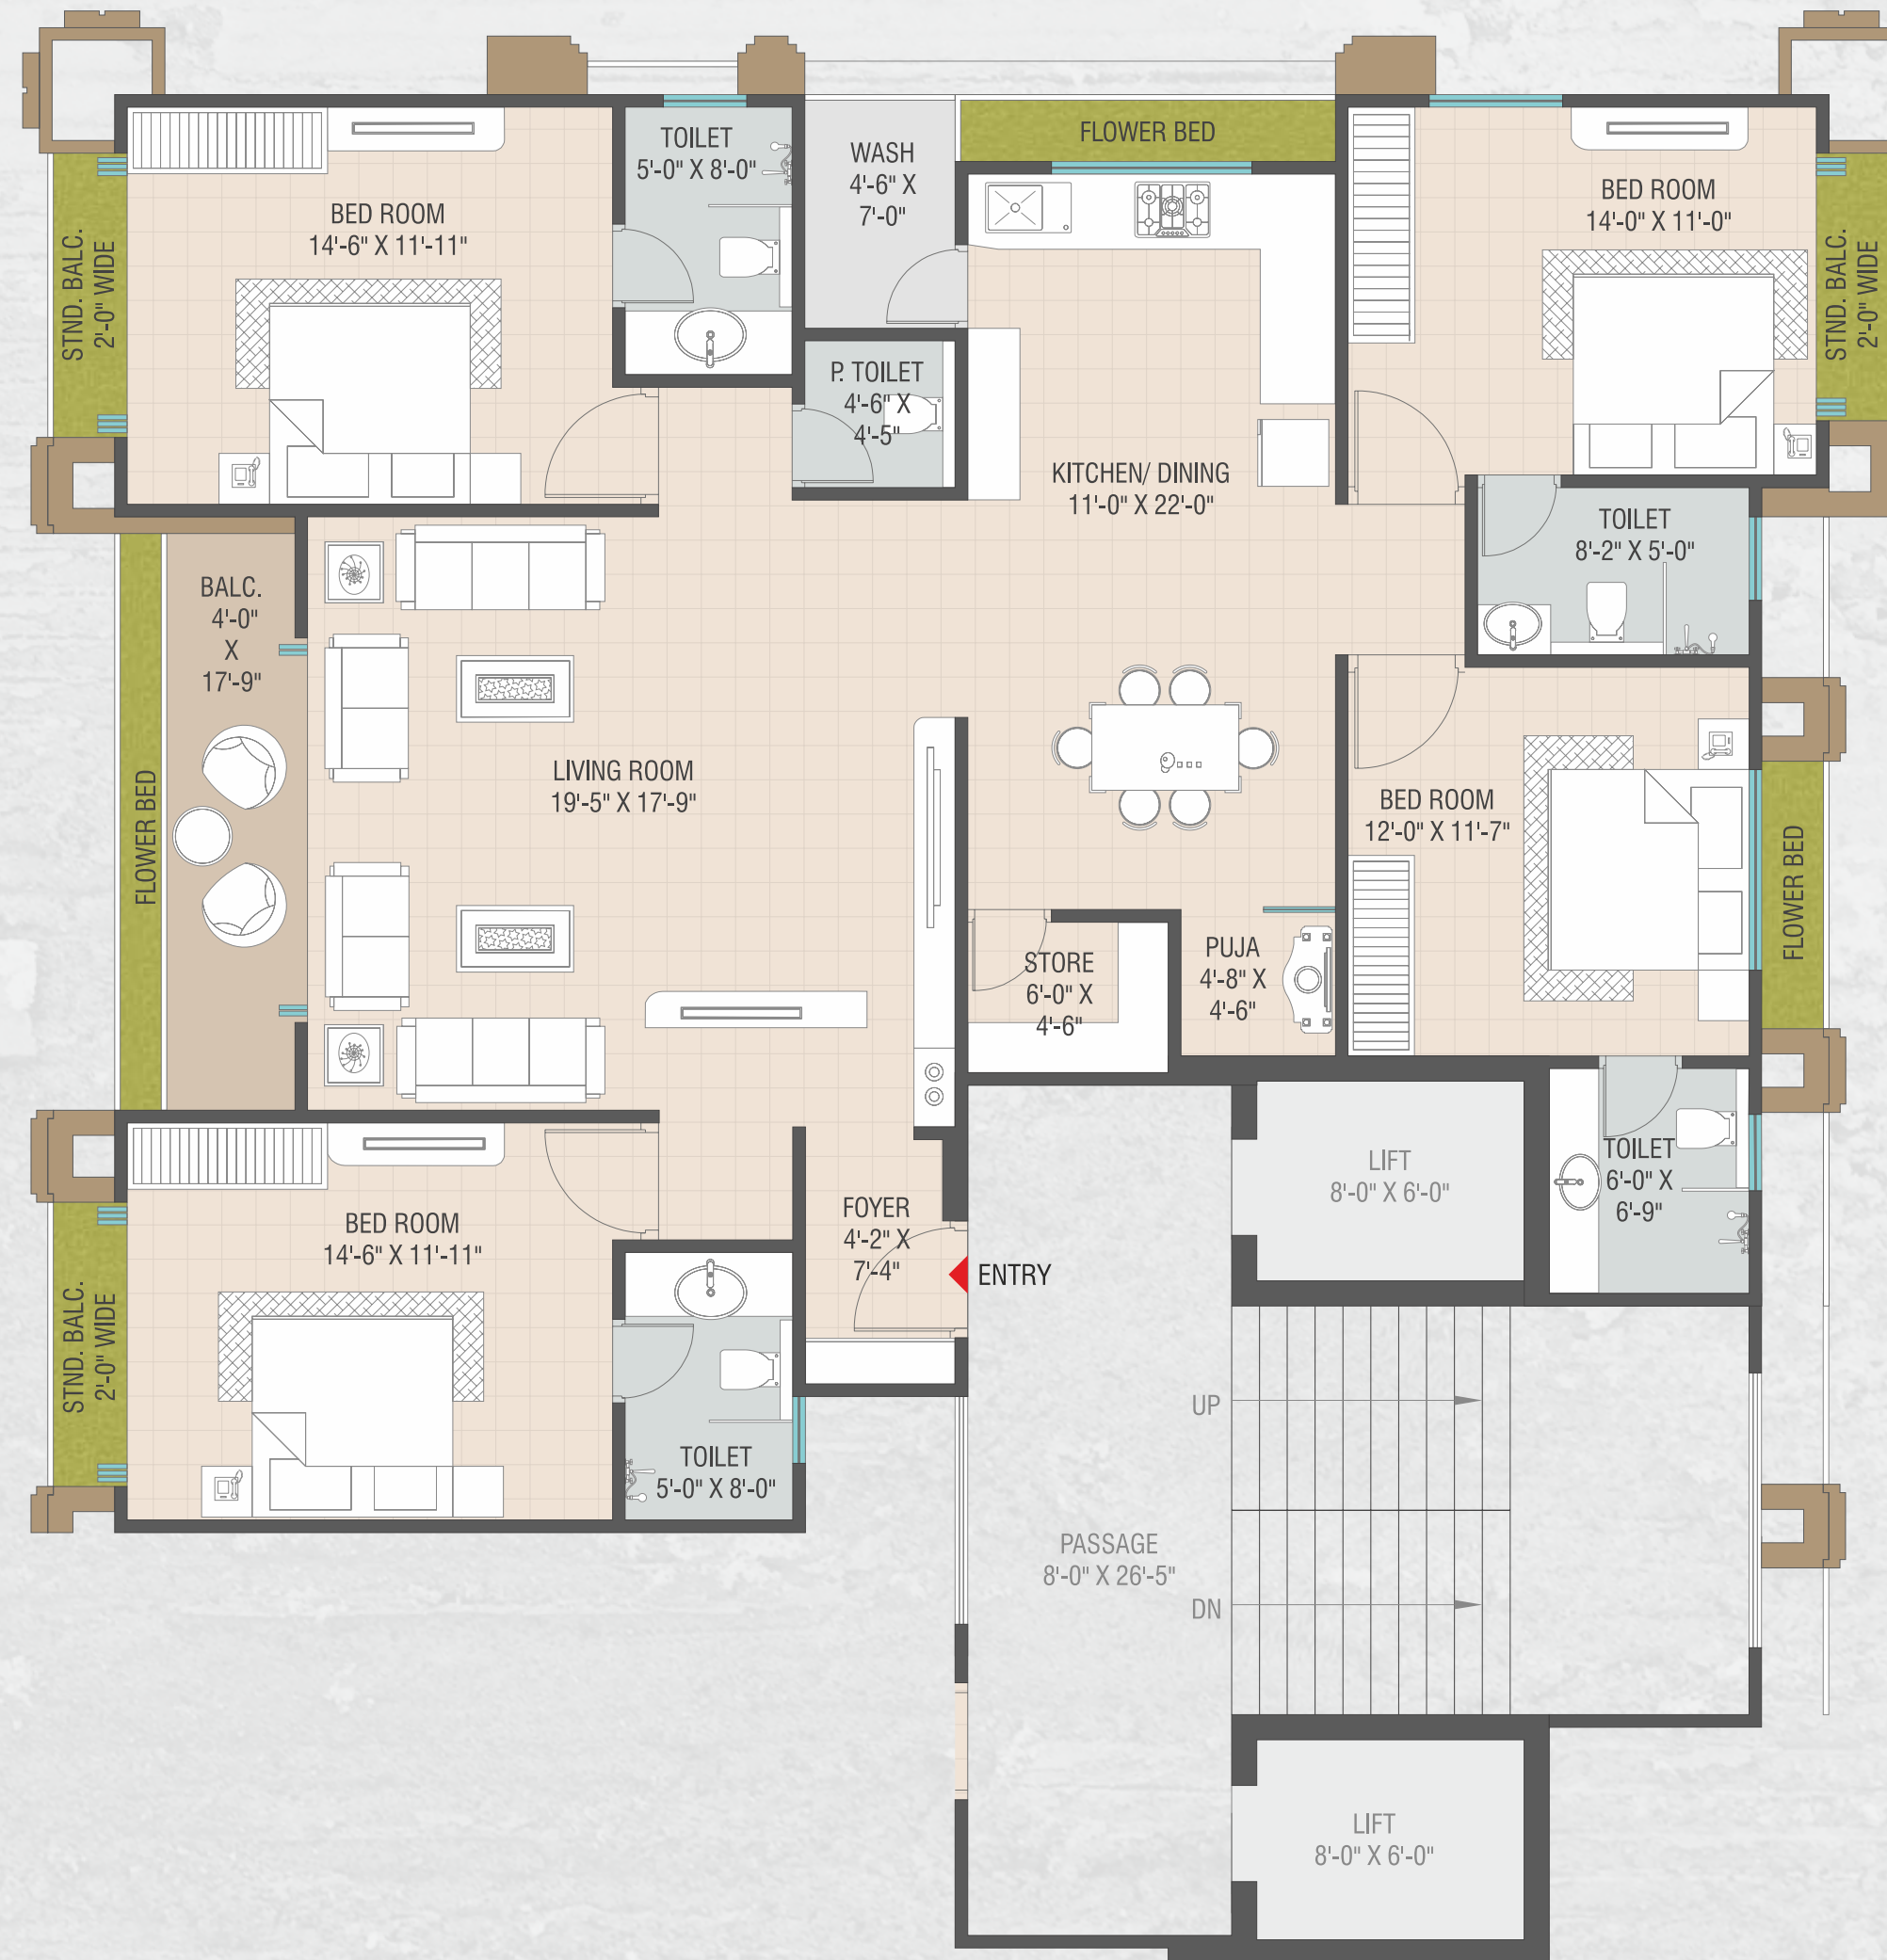 TOILET
5'-0" X 8'-0"
WASH
4'-6" X
7'-0"
FLOWER BED
BED ROOM
14'-6" X 11'-11"
BED ROOM
14'-0" X 11'-0"
STND. BALC.
2'-0" WIDE
STND. BALC.
2'-0" WIDE
P. TOILET
4'-6" X
4'-5"
KITCHEN/ DINING
11'-0" X 22'-0"
TOILET
8'-2" X 5'-0"
BALC.
4'-0"
X
17'-9"
FLOWER BED
LIVING ROOM
19'-5" X 17'-9"
BED ROOM
12'-0" X 11'-7"
FLOWER BED
STORE
6'-0" X
4'-6"
PUJA
4'-8" X
4'-6"
LIFT
8'-0" X 6'-0"
TOILET
6'-0" X
6'-9"
FOYER
4'-2" X
7'-4"
ENTRY
BED ROOM
14'-6" X 11'-11"
STND. BALC.
2'-0" WIDE
TOILET
5'-0" X 8'-0"
UP
PASSAGE
8'-0" X 26'-5"
DN
LIFT
8'-0" X 6'-0"